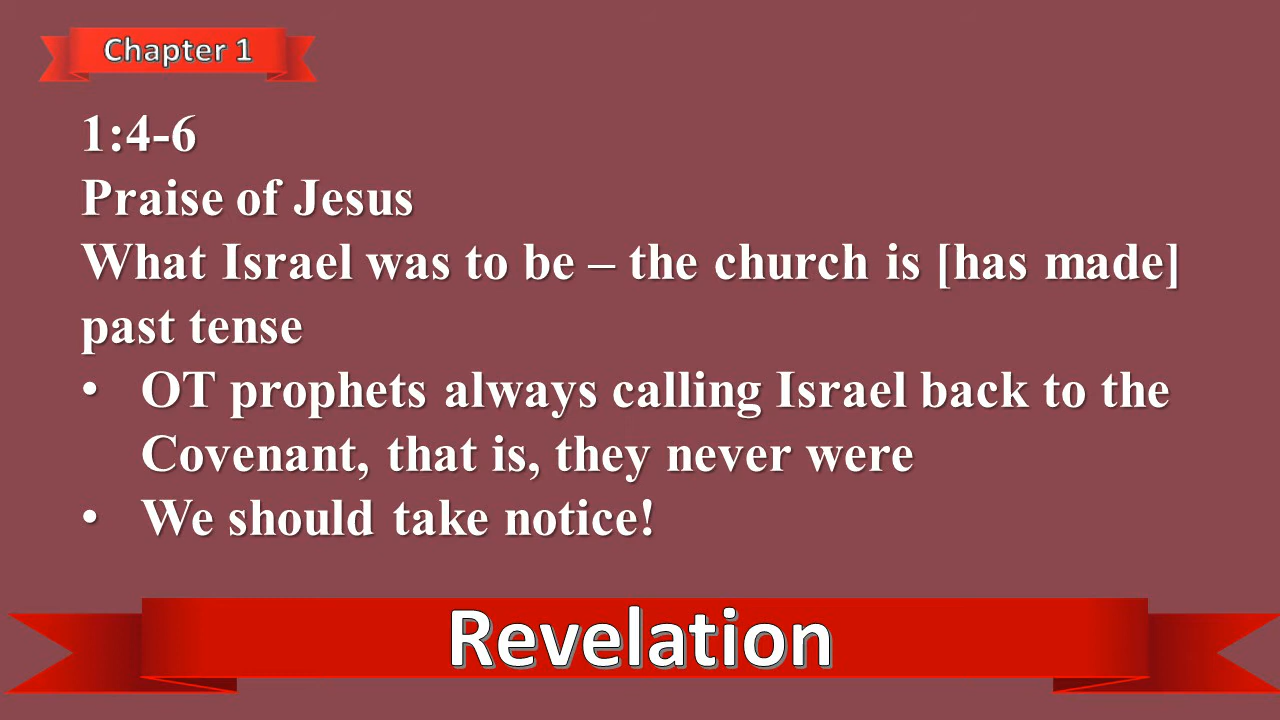 Chapter 1
1:4-6
Praise of Jesus
What Israel was to be – the church is [has made]
past tense
• OT prophets always calling Israel back to the
Covenant, that is, they never were
• We should take notice!
Revelation